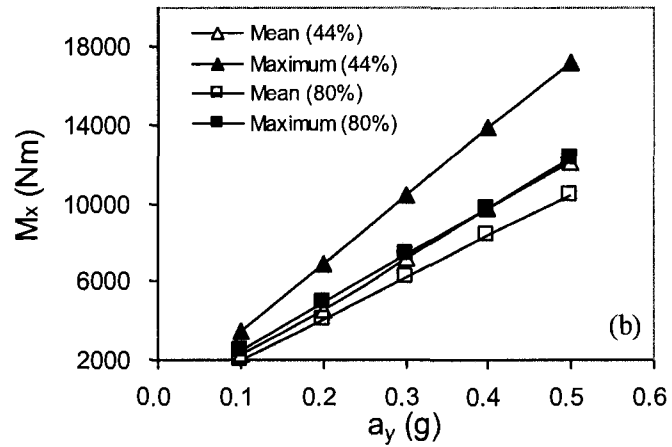 18000
14000
10000
6000
2000
Mx (Nm)
Mean (44%)
Maximum (44%)
Mean (80%)
Maximum (80%)
(b)
0.0 0.1 0.2 0.3 0.4 0.5 0.6
ay (g)